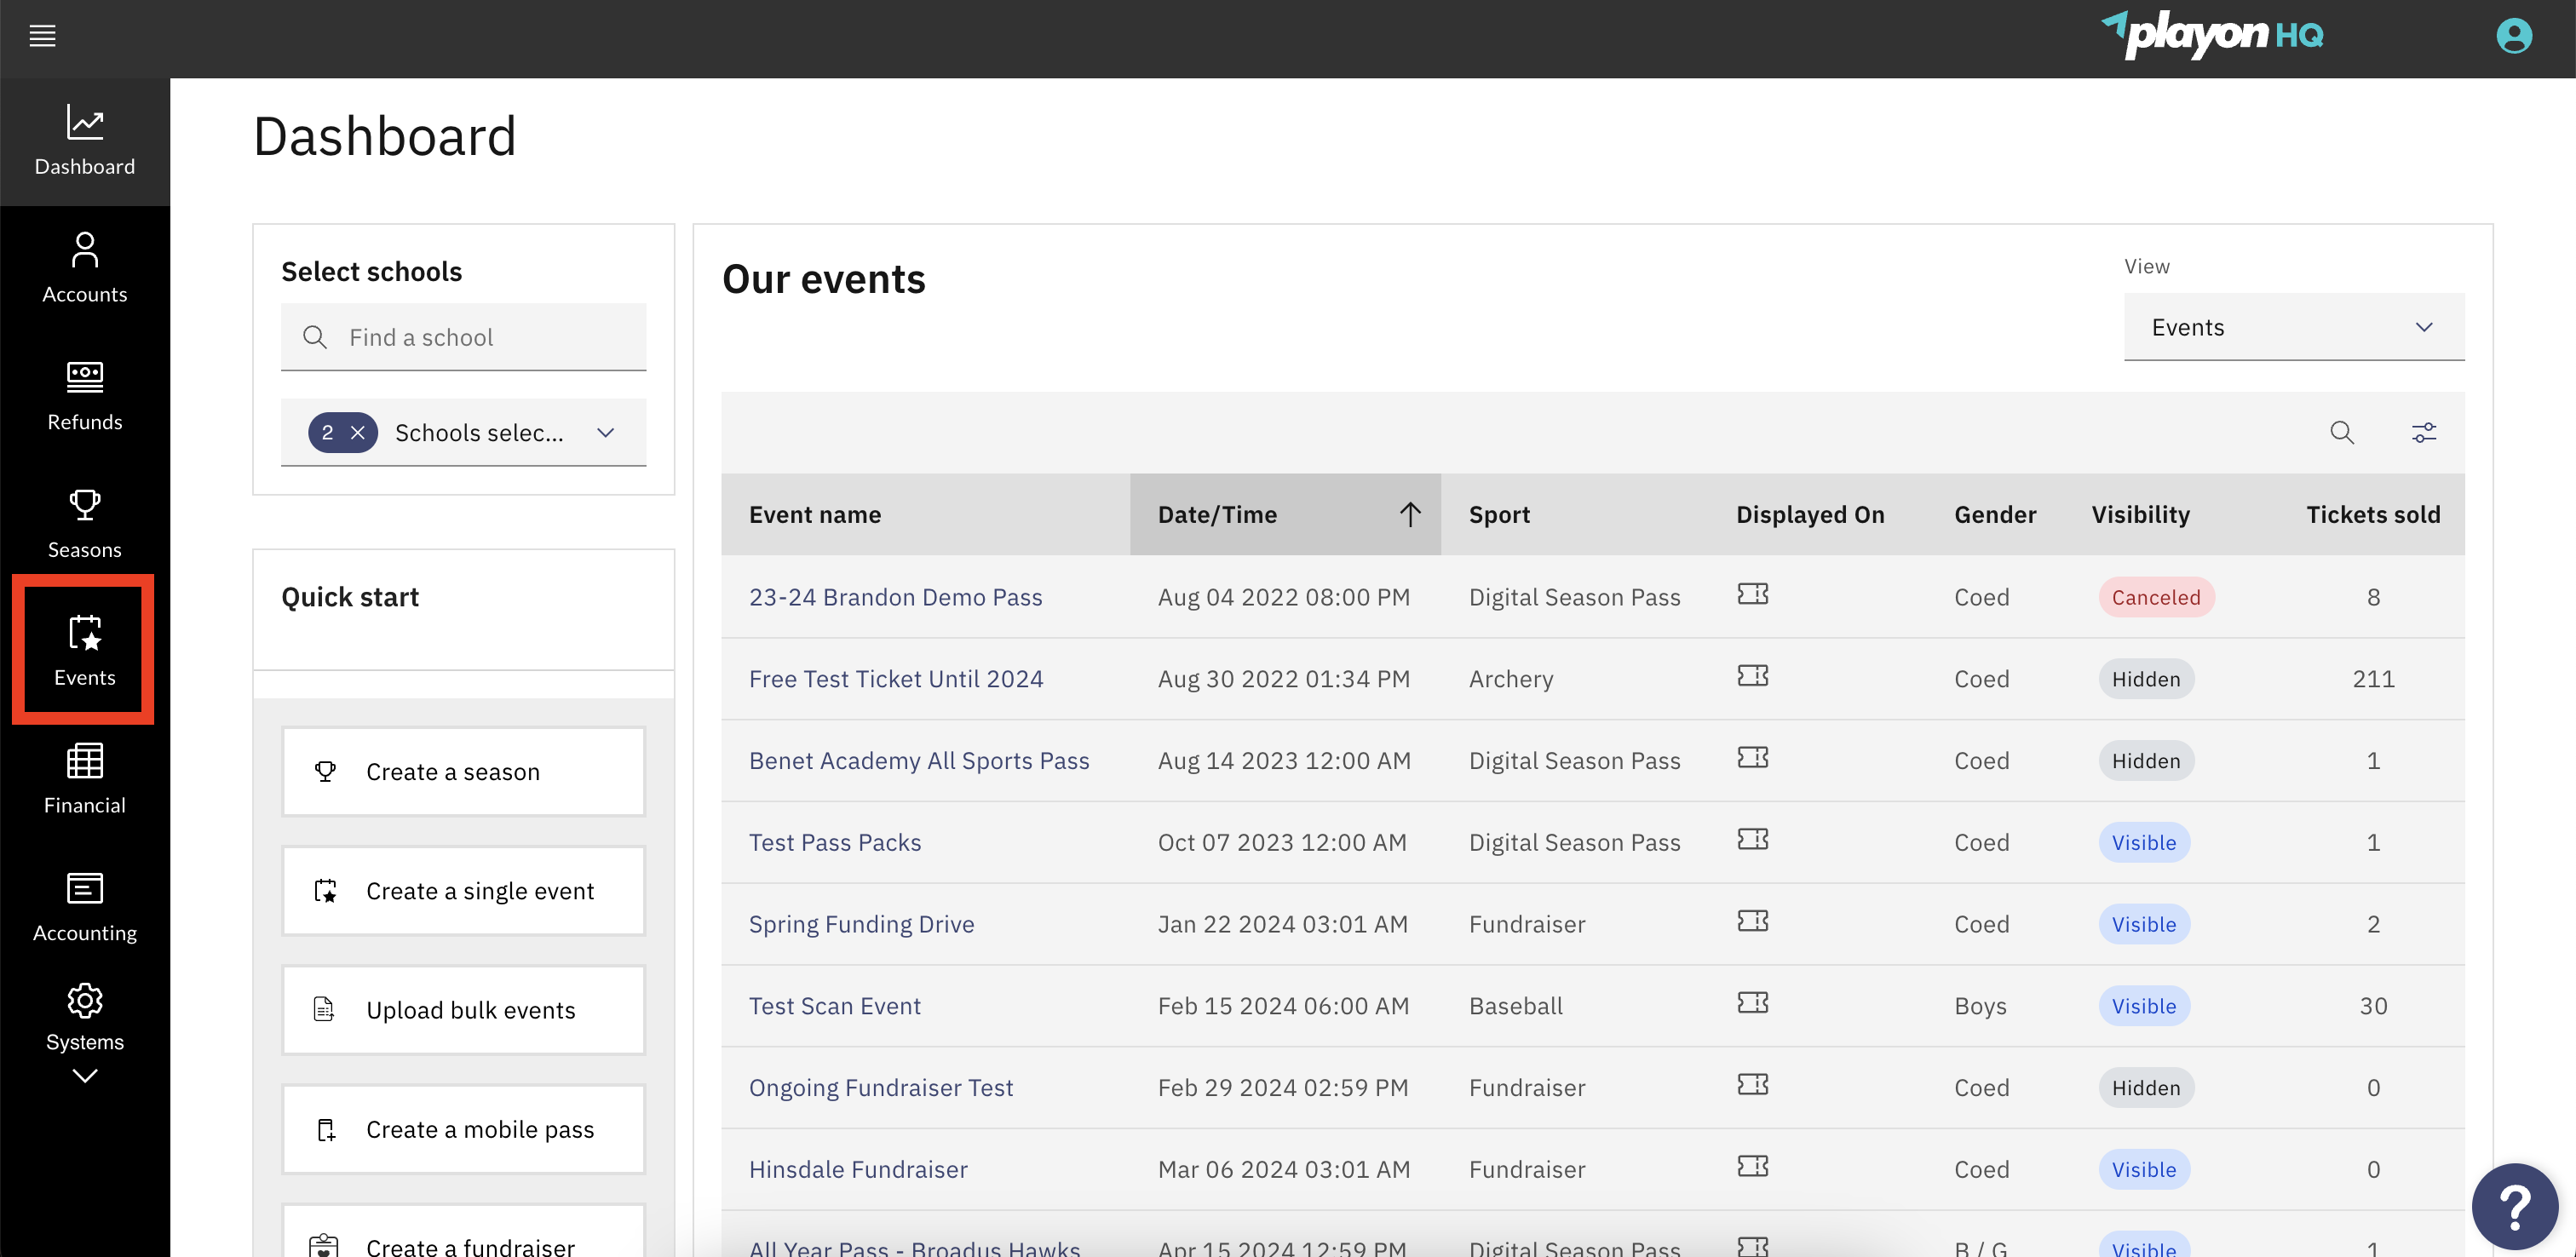 playon HQ
Dashboard
Accounts
Refunds
Seasons
Events
Financial
Accounting
Systems
Dashboard
Select schools
Find a school
2 Schools selec...
Quick start
Create a season
Create a single event
Upload bulk events
Create a mobile pass
Create a fundraiser
Our events
View
Events
Event name Date/Time Sport Displayed On Gender Visibility Tickets sold
23-24 Brandon Demo Pass Aug 04 2022 08:00 PM Digital Season Pass Coed Canceled 8
Free Test Ticket Until 2024 Aug 30 2022 01:34 PM Archery Coed Hidden 211
Benet Academy All Sports Pass Aug 14 2023 12:00 AM Digital Season Pass Coed Hidden 1
Test Pass Packs Oct 07 2023 12:00 AM Digital Season Pass Coed Visible 1
Spring Funding Drive Jan 22 2024 03:01 AM Fundraiser Coed Visible 2
Test Scan Event Feb 15 2024 06:00 AM Baseball Boys Visible 30
Ongoing Fundraiser Test Feb 29 2024 02:59 PM Fundraiser Coed Hidden 0
Hinsdale Fundraiser Mar 06 2024 03:01 AM Fundraiser Coed Visible 0
All Year Pass - Broadus Hawks Apr 15 2024 12:59 PM Digital Season Pass B / G Visible 1
?